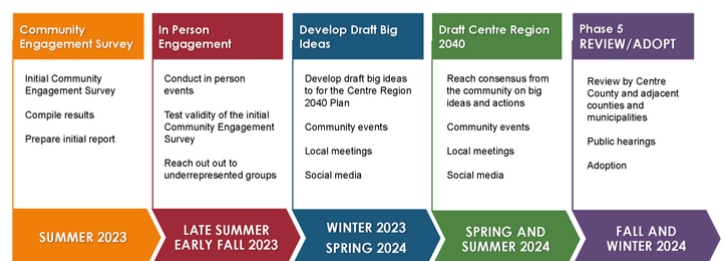 Community
Engagement Survey
Initial Community
Engagement Survey
Compile results
Prepare initial report
SUMMER 2023
In Person
Engagement
Conduct in person
events
Test validity of the initial
Community Engagement
Survey
Reach out out to
underrepresented groups
LATE SUMMER
EARLY FALL 2023
Develop Draft Big
Ideas
Develop draft big ideas
to for the Centre Region
2040 Plan
Community events
Local meetings
Social media
WINTER 2023
SPRING 2024
Draft Centre Region
2040
Reach consensus from
the community on big
ideas and actions
Community events
Local meetings
Social media
SPRING AND
SUMMER 2024
Phase 5
REVIEW/ADOPT
Review by Centre
County and adjacent
counties and
municipalities
Public hearings
Adoption
FALL AND
WINTER 2024